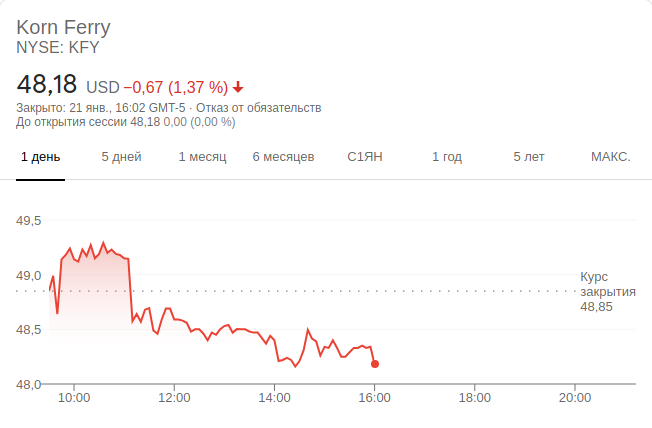 Korn Ferry
NYSE: KFY
48,18 USD −0,67 (1,37 %)
Закрыто: 21 янв., 16:02 GMT-5 · Отказ от обязательств
До открытия сессии 48,18 0,00 (0,00 %)
1 день 5 дней 1 месяц 6 месяцев С1ЯН 1 год 5 лет МАКС.
49,5
49,0
Курс
закрытия
48,85
48,5
48,0
10:00 12:00 14:00 16:00 18:00 20:00